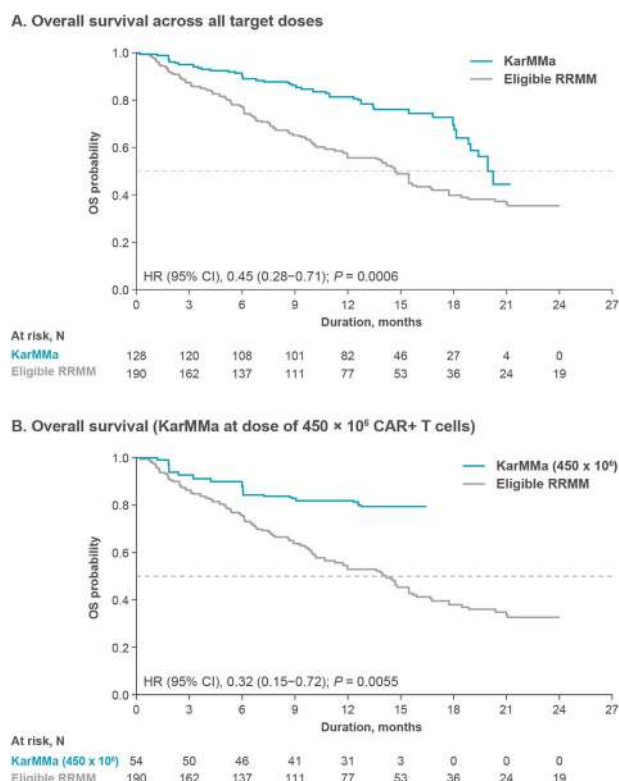 A. Overall survival across all target doses
1.0
0.8
0.6
0.4
0.2
0.0
OS probability
KarMMa
Eligible RRMM
HR (95% CI), 0.45 (0.28–0.71); P = 0.0006
0 3 6 9 12 15 18 21 24 27
Duration, months
At risk, N
KarMMa 128 120 108 101 82 46 27 4 0
Eligible RRMM 190 162 137 111 77 53 36 24 19
B. Overall survival (KarMMa at dose of 450 × 10⁶ CAR+ T cells)
1.0
0.8
0.6
0.4
0.2
0.0
OS probability
KarMMa (450 x 10⁶)
Eligible RRMM
HR (95% CI), 0.32 (0.15–0.72); P = 0.0055
0 3 6 9 12 15 18 21 24 27
Duration, months
At risk, N
KarMMa (450 x 10⁶) 54 50 46 41 31 3 0 0 0
Eligible RRMM 190 162 137 111 77 53 36 24 19